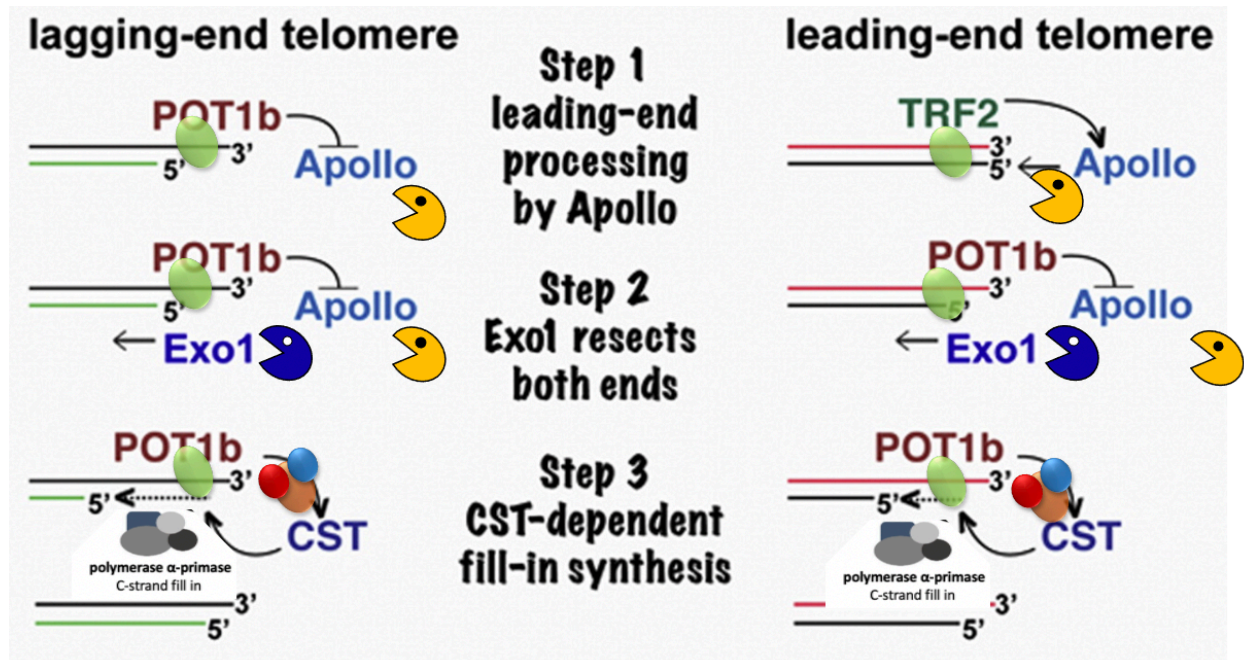 lagging-end telomere
POT1b
3’
5’
Apollo
POT1b
3’
5’
Apollo
Exo1
POT1b
3’
5’
CST
polymerase α-primase
C-strand fill in
3’
5’
Step 1
leading-end
processing
by Apollo
Step 2
Exo1 resects
both ends
Step 3
CST-dependent
fill-in synthesis
leading-end telomere
TRF2
3’
5’
Apollo
POT1b
3’
5’
Apollo
Exo1
POT1b
3’
5’
CST
polymerase α-primase
C-strand fill in
3’
5’